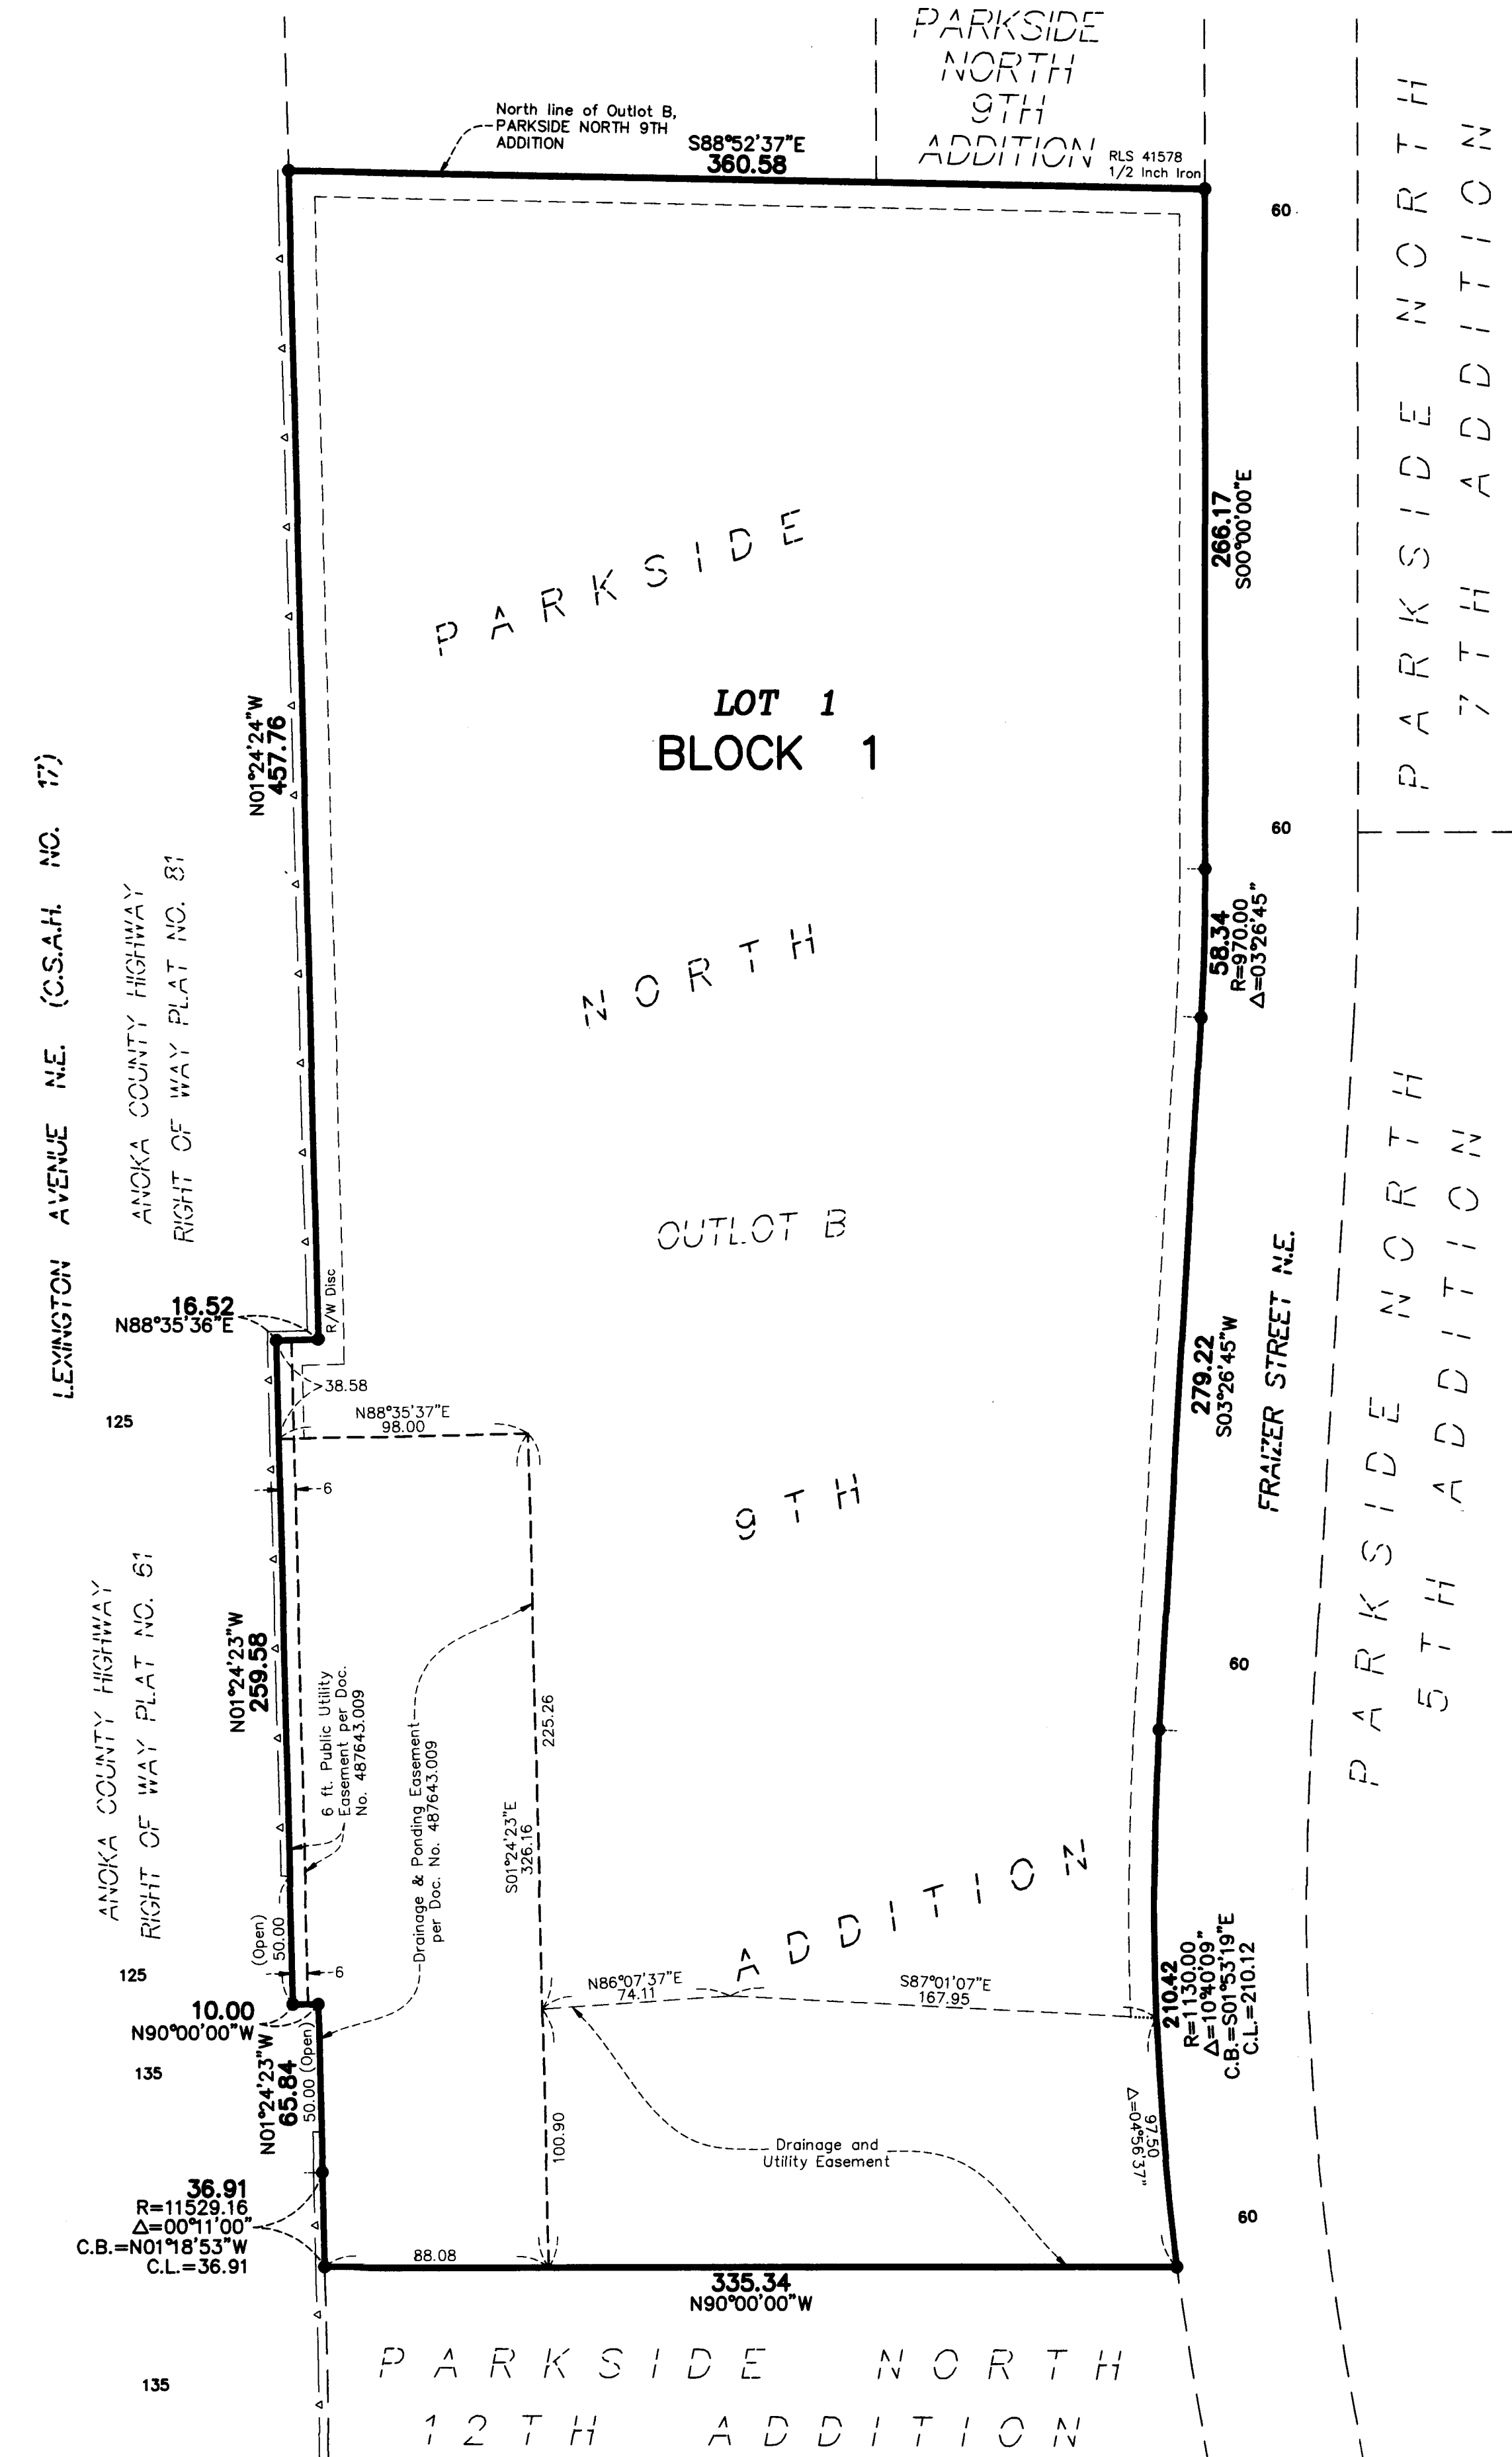 PARKSIDE
NORTH
9TH
ADDITION
North line of Outlot B,
PARKSIDE NORTH 9TH
ADDITION
S88°52'37"E
360.58
RLS 41578
1/2 Inch Iron
60
PARKSIDE NORTH
7TH ADDITION
266.17
S00°00'00"E
PARKSIDE
LOT 1
BLOCK 1
N01°24'24"W
457.76
LEXINGTON AVENUE N.E. (C.S.A.H. NO. 17)
ANOKA COUNTY HIGHWAY
RIGHT OF WAY PLAT NO. 81
60
58.34
R=970.00
Δ=03°26'45"
NORTH
OUTLOT B
R/W Disc
16.52
N88°35'36"E
38.58
125
N88°35'37"E
98.00
6
279.22
S03°26'45"W
FRAIZER STREET N.E.
PARKSIDE NORTH
5TH ADDITION
9TH
ANOKA COUNTY HIGHWAY
RIGHT OF WAY PLAT NO. 61
N01°24'23"W
259.58
6 ft. Public Utility
Easement per Doc.
No. 487643.009
Drainage & Ponding Easement
per Doc. No. 487643.009
225.26
S01°24'23"E
326.16
60
ADDITION
(Open)
50.00
125
6
N86°07'37"E
74.11
S87°01'07"E
167.95
210.42
R=1130.00
Δ=10°40'09"
C.B.=S01°53'19"E
C.L.=210.12
10.00
N90°00'00"W
135
N01°24'23"W
65.84
50.00 (Open)
100.90
Drainage and
Utility Easement
97.50
Δ=04°56'37"
36.91
R=11529.16
Δ=00°11'00"
C.B.=N01°18'53"W
C.L.=36.91
60
88.08
335.34
N90°00'00"W
PARKSIDE NORTH
12TH ADDITION
135